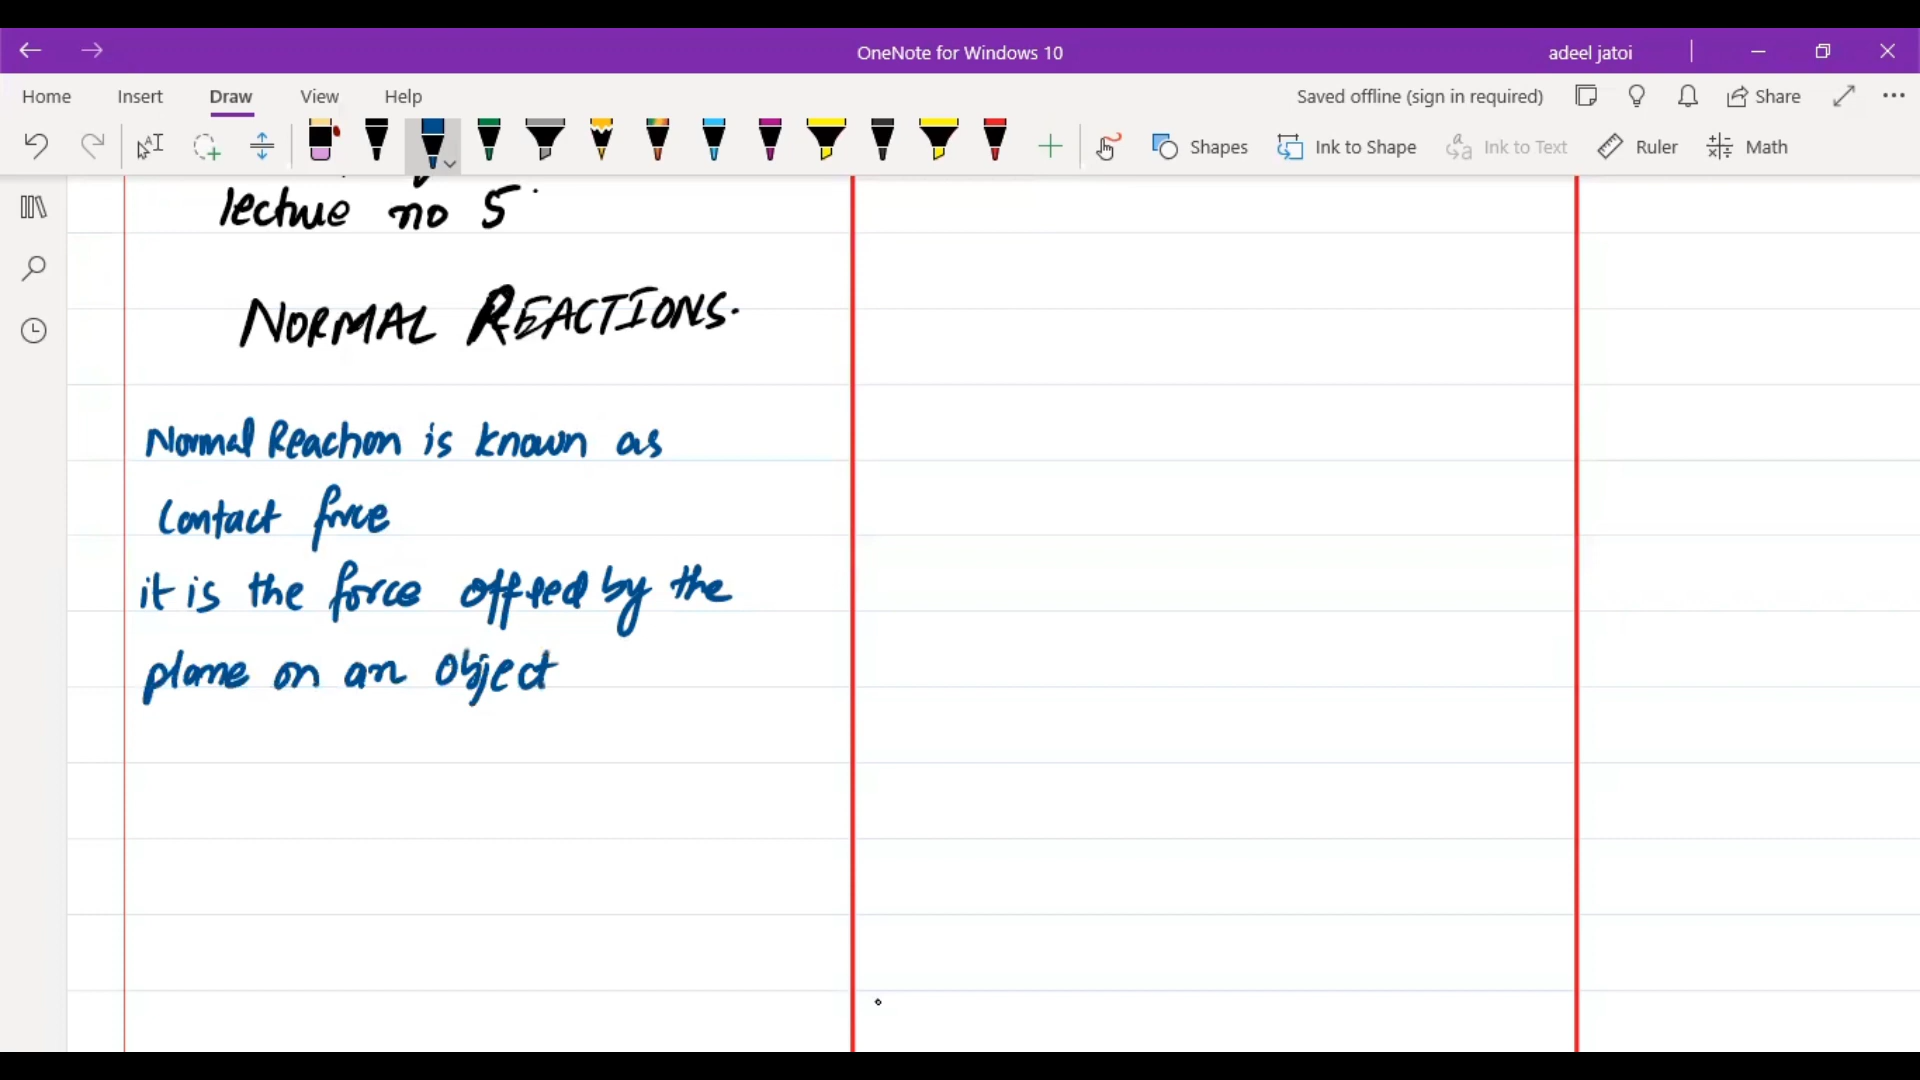 OneNote for Windows 10
adeel jatoi
Home Insert Draw View Help
Saved offline (sign in required)
Share
Shapes
Ink to Shape
Ink to Text
Ruler
Math
lecture no 5
NORMAL REACTIONS.
Normal Reaction is known as
Contact force
it is the force offred by the
plane on an object